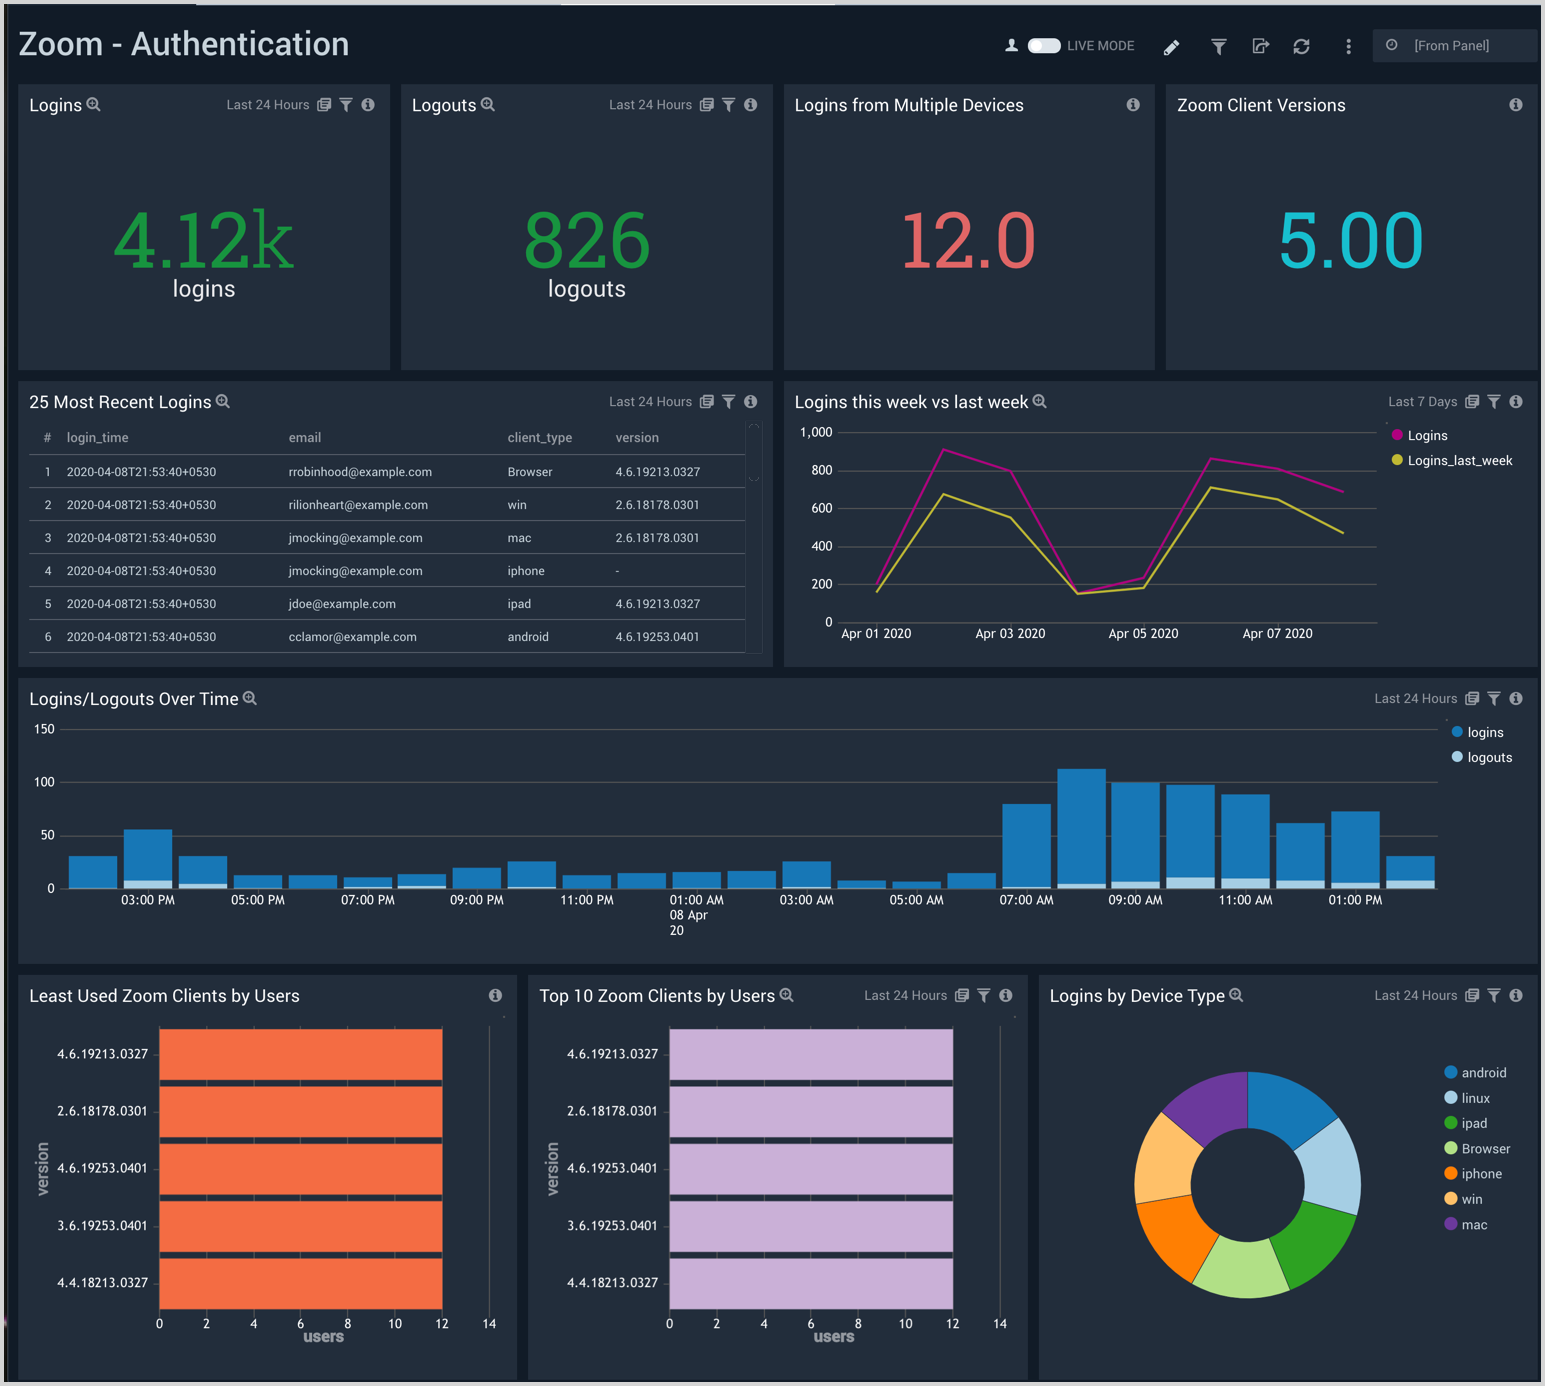 Zoom - Authentication
LIVE MODE
[From Panel]
Logins
Last 24 Hours
4.12k
logins
Logouts
Last 24 Hours
826
logouts
Logins from Multiple Devices
12.0
Zoom Client Versions
5.00
25 Most Recent Logins
Last 24 Hours
# login_time email client_type version
1 2020-04-08T21:53:40+0530 rrobinhood@example.com Browser 4.6.19213.0327
2 2020-04-08T21:53:40+0530 rilionheart@example.com win 2.6.18178.0301
3 2020-04-08T21:53:40+0530 jmocking@example.com mac 2.6.18178.0301
4 2020-04-08T21:53:40+0530 jmocking@example.com iphone -
5 2020-04-08T21:53:40+0530 jdoe@example.com ipad 4.6.19213.0327
6 2020-04-08T21:53:40+0530 cclamor@example.com android 4.6.19253.0401
Logins this week vs last week
Last 7 Days
1,000
800
600
400
200
0
Apr 01 2020 Apr 03 2020 Apr 05 2020 Apr 07 2020
Logins
Logins_last_week
Logins/Logouts Over Time
Last 24 Hours
150
100
50
0
03:00 PM 05:00 PM 07:00 PM 09:00 PM 11:00 PM 01:00 AM 03:00 AM 05:00 AM 07:00 AM 09:00 AM 11:00 AM 01:00 PM
08 Apr
20
logins
logouts
Least Used Zoom Clients by Users
version
4.6.19213.0327
2.6.18178.0301
4.6.19253.0401
3.6.19253.0401
4.4.18213.0327
0 2 4 6 8 10 12 14
users
Top 10 Zoom Clients by Users
Last 24 Hours
version
4.6.19213.0327
2.6.18178.0301
4.6.19253.0401
3.6.19253.0401
4.4.18213.0327
0 2 4 6 8 10 12 14
users
Logins by Device Type
Last 24 Hours
android
linux
ipad
Browser
iphone
win
mac